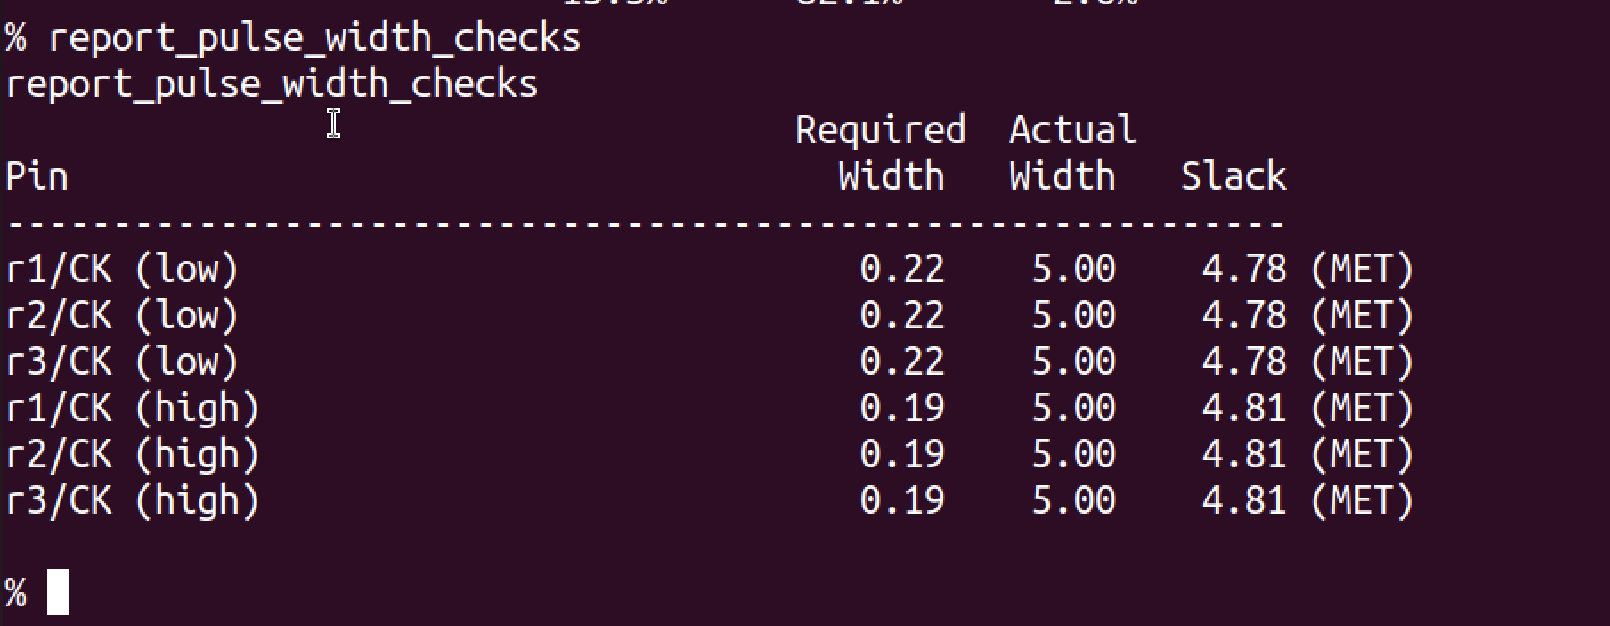 % report_pulse_width_checks
report_pulse_width_checks
Required Actual
Pin Width Width Slack
------------------------------------------------------------
r1/CK (low) 0.22 5.00 4.78 (MET)
r2/CK (low) 0.22 5.00 4.78 (MET)
r3/CK (low) 0.22 5.00 4.78 (MET)
r1/CK (high) 0.19 5.00 4.81 (MET)
r2/CK (high) 0.19 5.00 4.81 (MET)
r3/CK (high) 0.19 5.00 4.81 (MET)
%